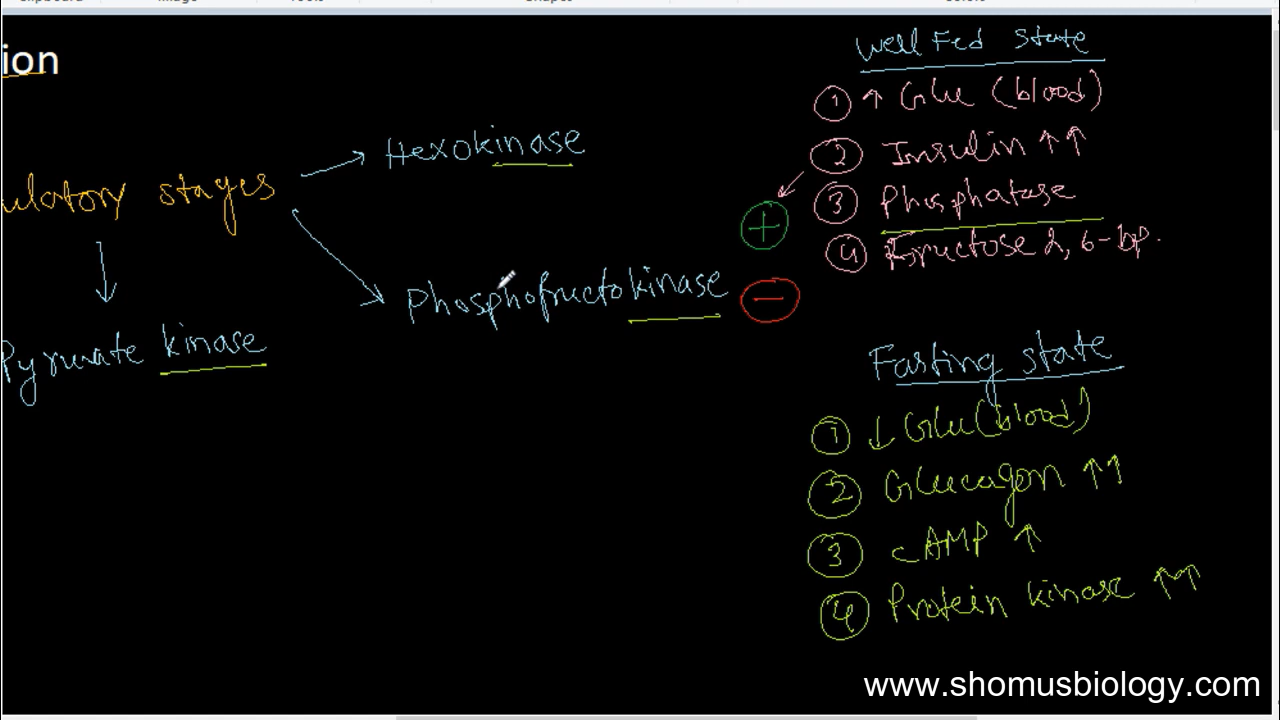 ion
ulatory stages
Hexokinase
Phosphofructokinase
Pyruvate kinase
+
−
Well Fed State
① ↑ Glu (blood)
② Insulin ↑↑
③ Phosphatase
④ Fructose 2, 6-bp.
Fasting state
① ↓ Glu (blood)
② Glucagon ↑↑
③ cAMP ↑
④ Protein kinase ↑↑
www.shomusbiology.com